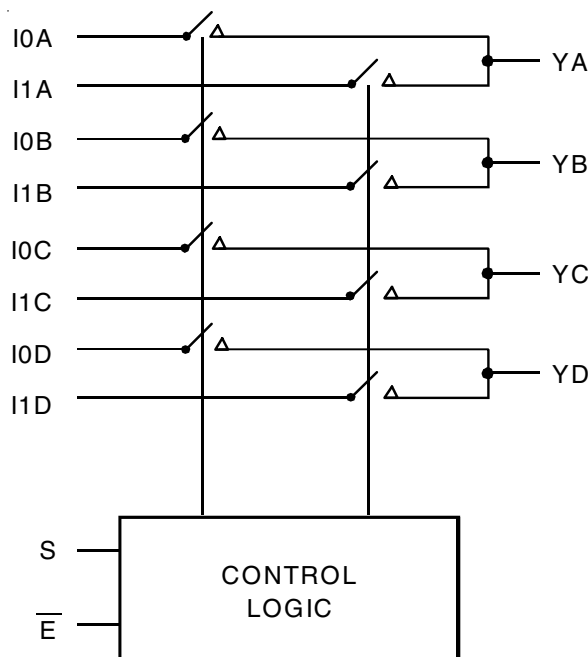 I0A
YA
I1A
I0B
YB
I1B
I0C
YC
I1C
I0D
YD
I1D
S
CONTROL
LOGIC
E̅